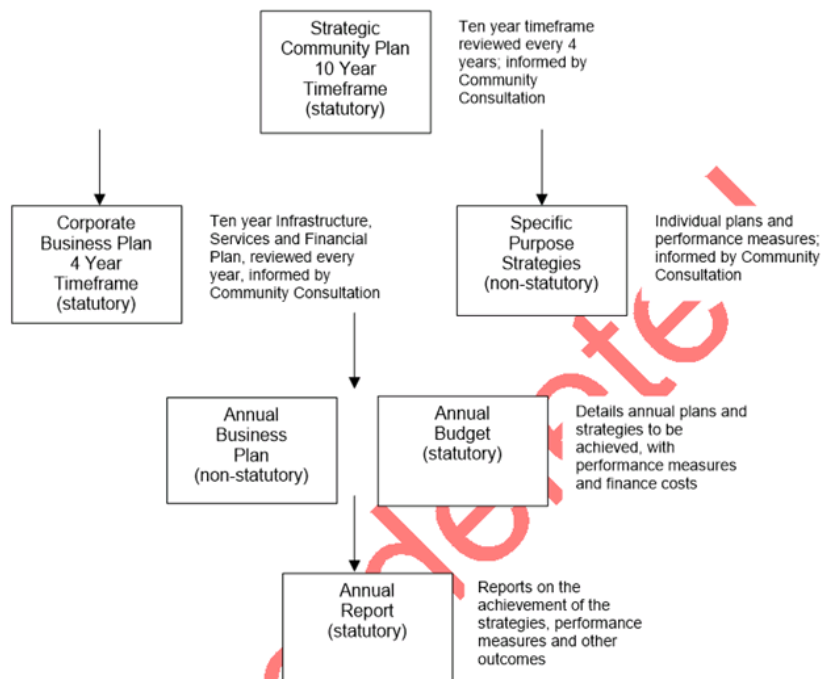 Strategic
Community Plan
10 Year
Timeframe
(statutory)
Ten year timeframe
reviewed every 4
years; informed by
Community
Consultation
Corporate
Business Plan
4 Year
Timeframe
(statutory)
Ten year Infrastructure,
Services and Financial
Plan, reviewed every
year, informed by
Community Consultation
Specific
Purpose
Strategies
(non-statutory)
Individual plans and
performance measures;
informed by Community
Consultation
Annual
Business
Plan
(non-statutory)
Annual
Budget
(statutory)
Details annual plans and
strategies to be
achieved, with
performance measures
and finance costs
Annual
Report
(statutory)
Reports on the
achievement of the
strategies, performance
measures and other
outcomes